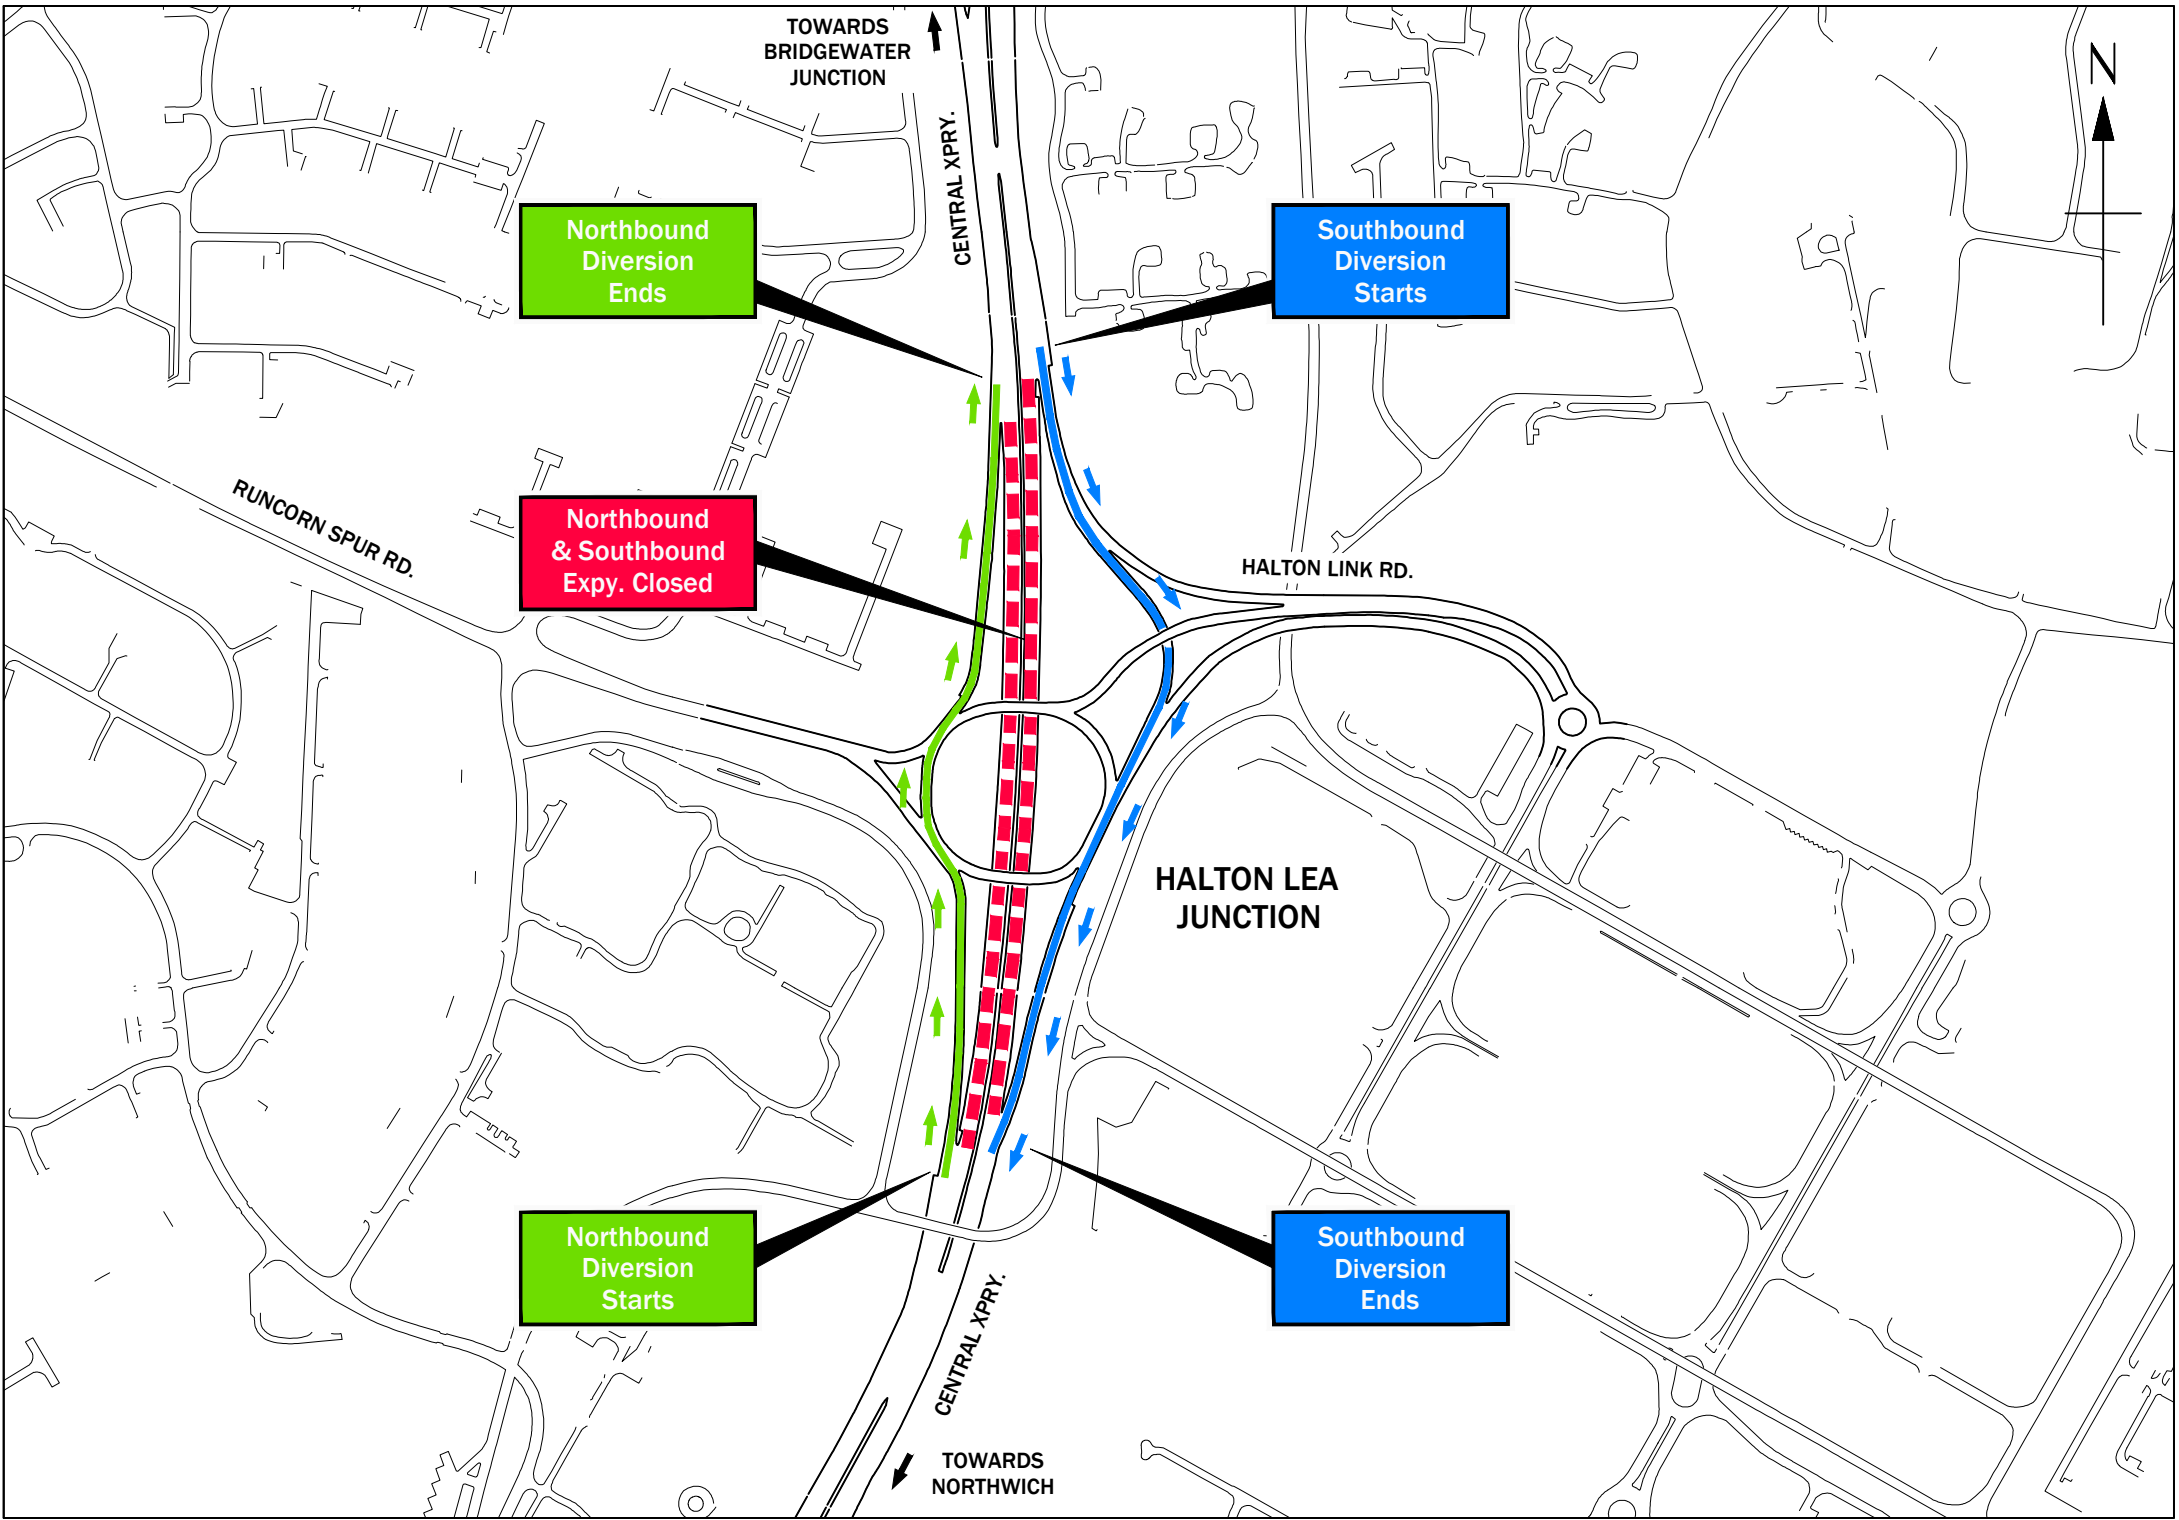 TOWARDS
BRIDGEWATER
JUNCTION
N
CENTRAL XPRY.
Northbound
Diversion
Ends
Southbound
Diversion
Starts
RUNCORN SPUR RD.
Northbound
& Southbound
Expy. Closed
HALTON LINK RD.
HALTON LEA
JUNCTION
Northbound
Diversion
Starts
Southbound
Diversion
Ends
CENTRAL XPRY.
TOWARDS
NORTHWICH